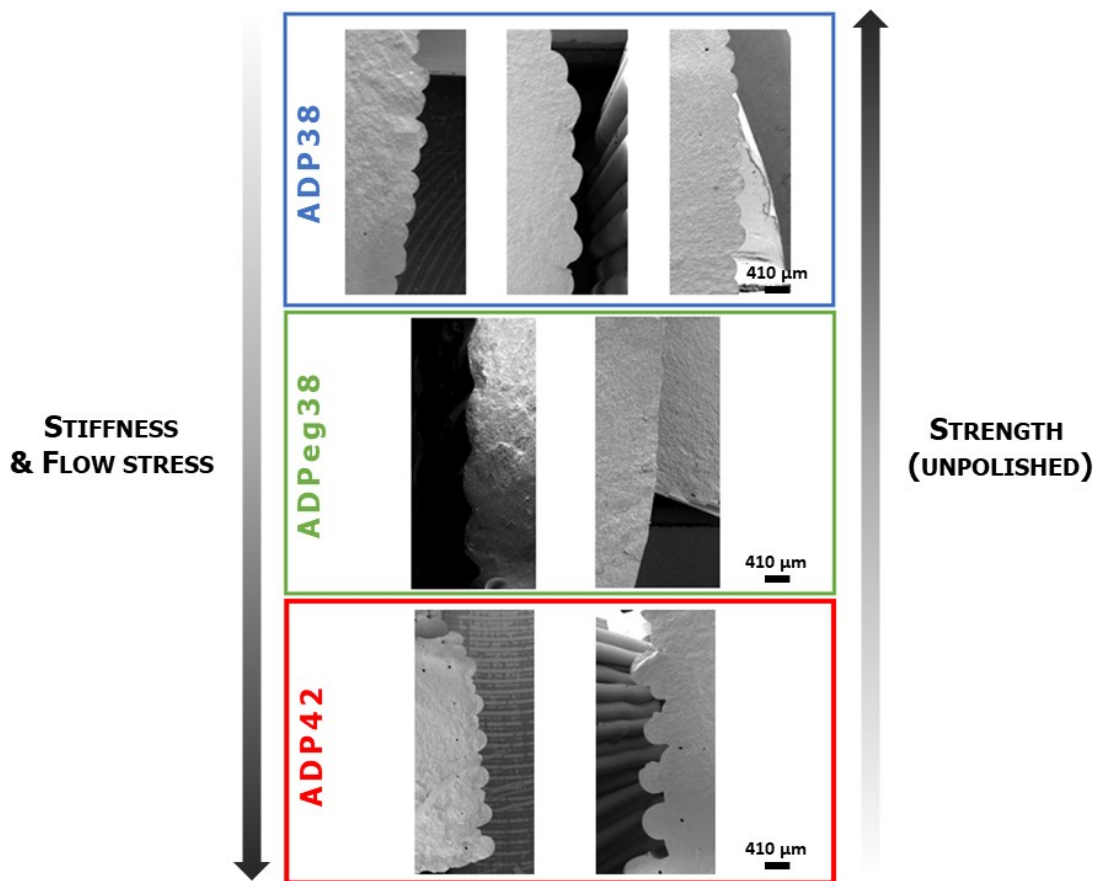 ADP38
410 µm
STIFFNESS
& FLOW STRESS
ADPeg38
410 µm
STRENGTH
(UNPOLISHED)
ADP42
410 µm